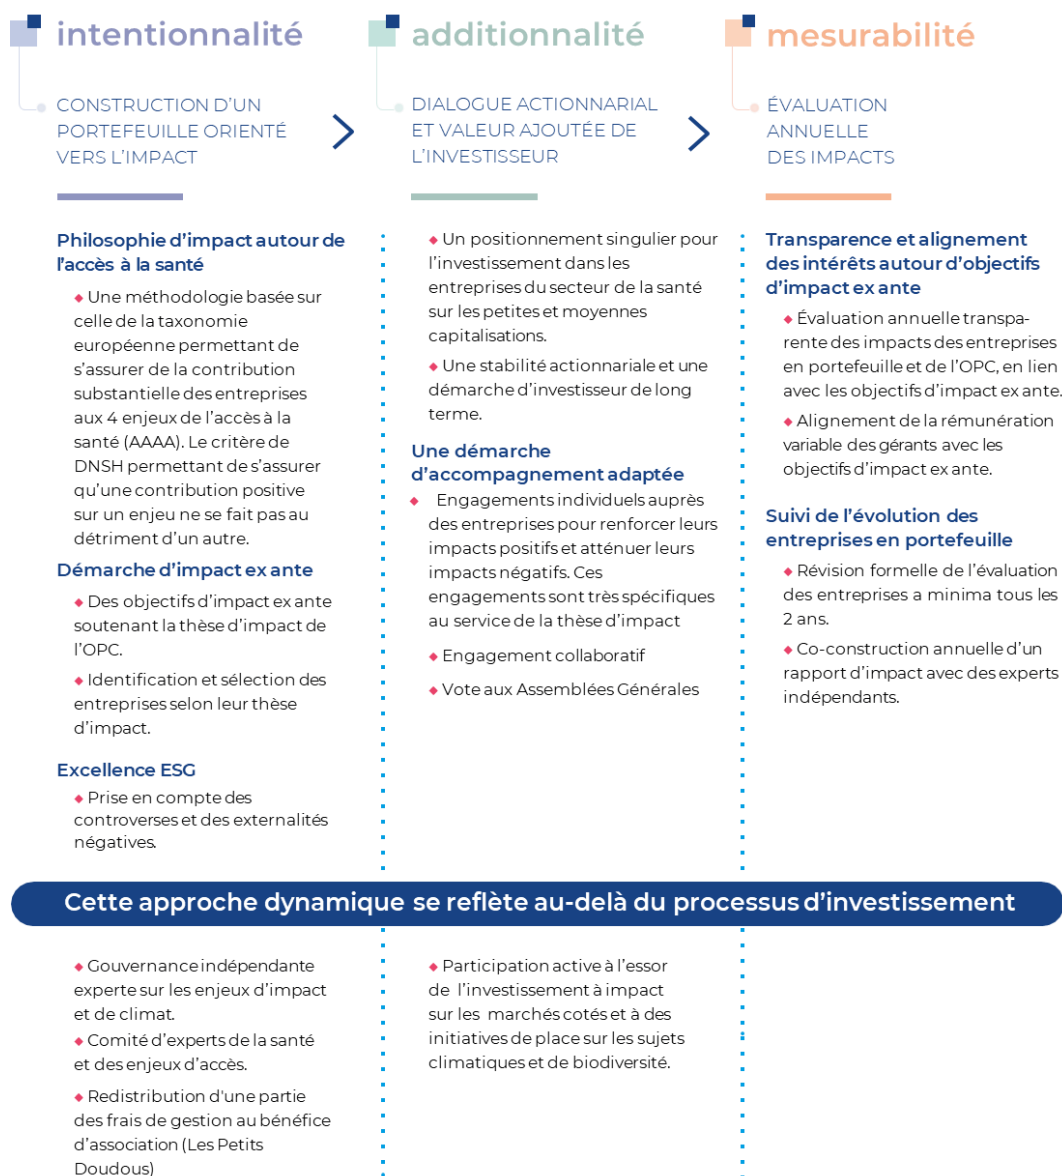 intentionnalité
CONSTRUCTION D'UN
PORTEFEUILLE ORIENTÉ
VERS L'IMPACT
Philosophie d'impact autour de
l'accès à la santé
Une méthodologie basée sur
celle de la taxonomie
européenne permettant de
s'assurer de la contribution
substantielle des entreprises
aux 4 enjeux de l'accès à la
santé (AAAA). Le critère de
DNSH permettant de s'assurer
qu'une contribution positive
sur un enjeu ne se fait pas au
détriment d'un autre.
Démarche d'impact ex ante
Des objectifs d'impact ex ante
soutenant la thèse d'impact de
l'OPC.
Identification et sélection des
entreprises selon leur thèse
d'impact.
Excellence ESG
Prise en compte des
controverses et des externalités
négatives.
additionnalité
DIALOGUE ACTIONNARIAL
ET VALEUR AJOUTÉE DE
L'INVESTISSEUR
Un positionnement singulier pour
l'investissement dans les
entreprises du secteur de la santé
sur les petites et moyennes
capitalisations.
Une stabilité actionnariale et une
démarche d'investisseur de long
terme.
Une démarche
d'accompagnement adaptée
Engagements individuels auprès
des entreprises pour renforcer leurs
impacts positifs et atténuer leurs
impacts négatifs. Ces
engagements sont très spécifiques
au service de la thèse d'impact
Engagement collaboratif
Vote aux Assemblées Générales
mesurabilité
ÉVALUATION
ANNUELLE
DES IMPACTS
Transparence et alignement
des intérêts autour d'objectifs
d'impact ex ante
Évaluation annuelle transpa-
rente des impacts des entreprises
en portefeuille et de l'OPC, en lien
avec les objectifs d'impact ex ante.
Alignement de la rémunération
variable des gérants avec les
objectifs d'impact ex ante.
Suivi de l'évolution des
entreprises en portefeuille
Révision formelle de l'évaluation
des entreprises a minima tous les
2 ans.
Co-construction annuelle d'un
rapport d'impact avec des experts
indépendants.
Cette approche dynamique se reflète au-delà du processus d'investissement
Gouvernance indépendante
experte sur les enjeux d'impact
et de climat.
Comité d'experts de la santé
et des enjeux d'accès.
Redistribution d'une partie
des frais de gestion au bénéfice
d'association (Les Petits
Doudous)
Participation active à l'essor
de l'investissement à impact
sur les marchés cotés et à des
initiatives de place sur les sujets
climatiques et de biodiversité.